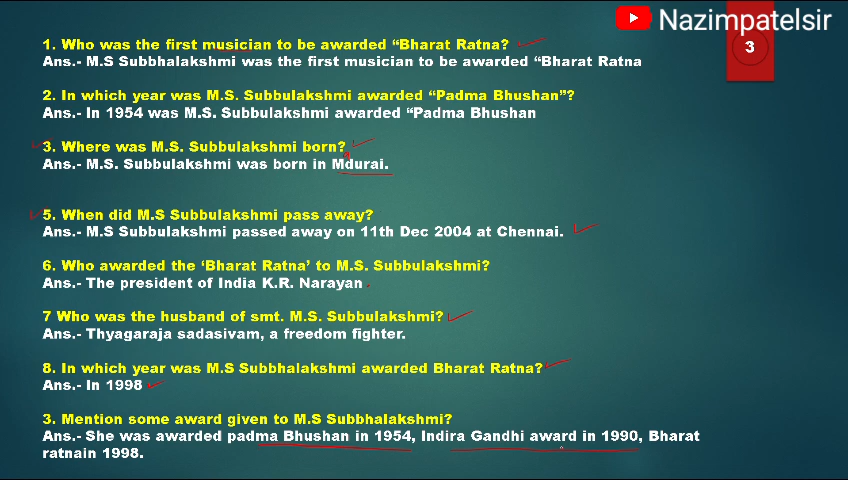 Nazimpatelsir
3
1. Who was the first musician to be awarded “Bharat Ratna?
Ans.- M.S Subbhalakshmi was the first musician to be awarded “Bharat Ratna
2. In which year was M.S. Subbulakshmi awarded “Padma Bhushan”?
Ans.- In 1954 was M.S. Subbulakshmi awarded “Padma Bhushan
3. Where was M.S. Subbulakshmi born?
Ans.- M.S. Subbulakshmi was born in Mdurai.
5. When did M.S Subbulakshmi pass away?
Ans.- M.S Subbulakshmi passed away on 11th Dec 2004 at Chennai.
6. Who awarded the ‘Bharat Ratna’ to M.S. Subbulakshmi?
Ans.- The president of India K.R. Narayan
7 Who was the husband of smt. M.S. Subbulakshmi?
Ans.- Thyagaraja sadasivam, a freedom fighter.
8. In which year was M.S Subbhalakshmi awarded Bharat Ratna?
Ans.- In 1998
3. Mention some award given to M.S Subbhalakshmi?
Ans.- She was awarded padma Bhushan in 1954, Indira Gandhi award in 1990, Bharat
ratnain 1998.